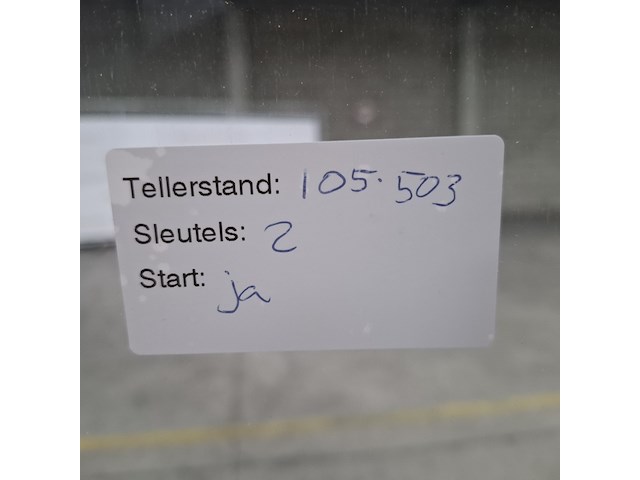 Tellerstand: 105.503
Sleutels: 2
Start: ja